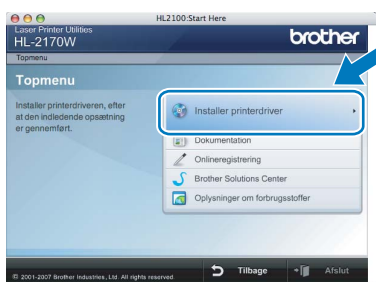 HL2100:Start Here
Laser Printer Utilities
HL-2170W
brother
Topmenu
Topmenu
Installer printerdriveren, efter
at den indledende opsætning
er gennemført.
Installer printerdriver
Dokumentation
Onlineregistrering
Brother Solutions Center
Oplysninger om forbrugsstoffer
© 2001-2007 Brother Industries, Ltd. All rights reserved.
Tilbage
Afslut